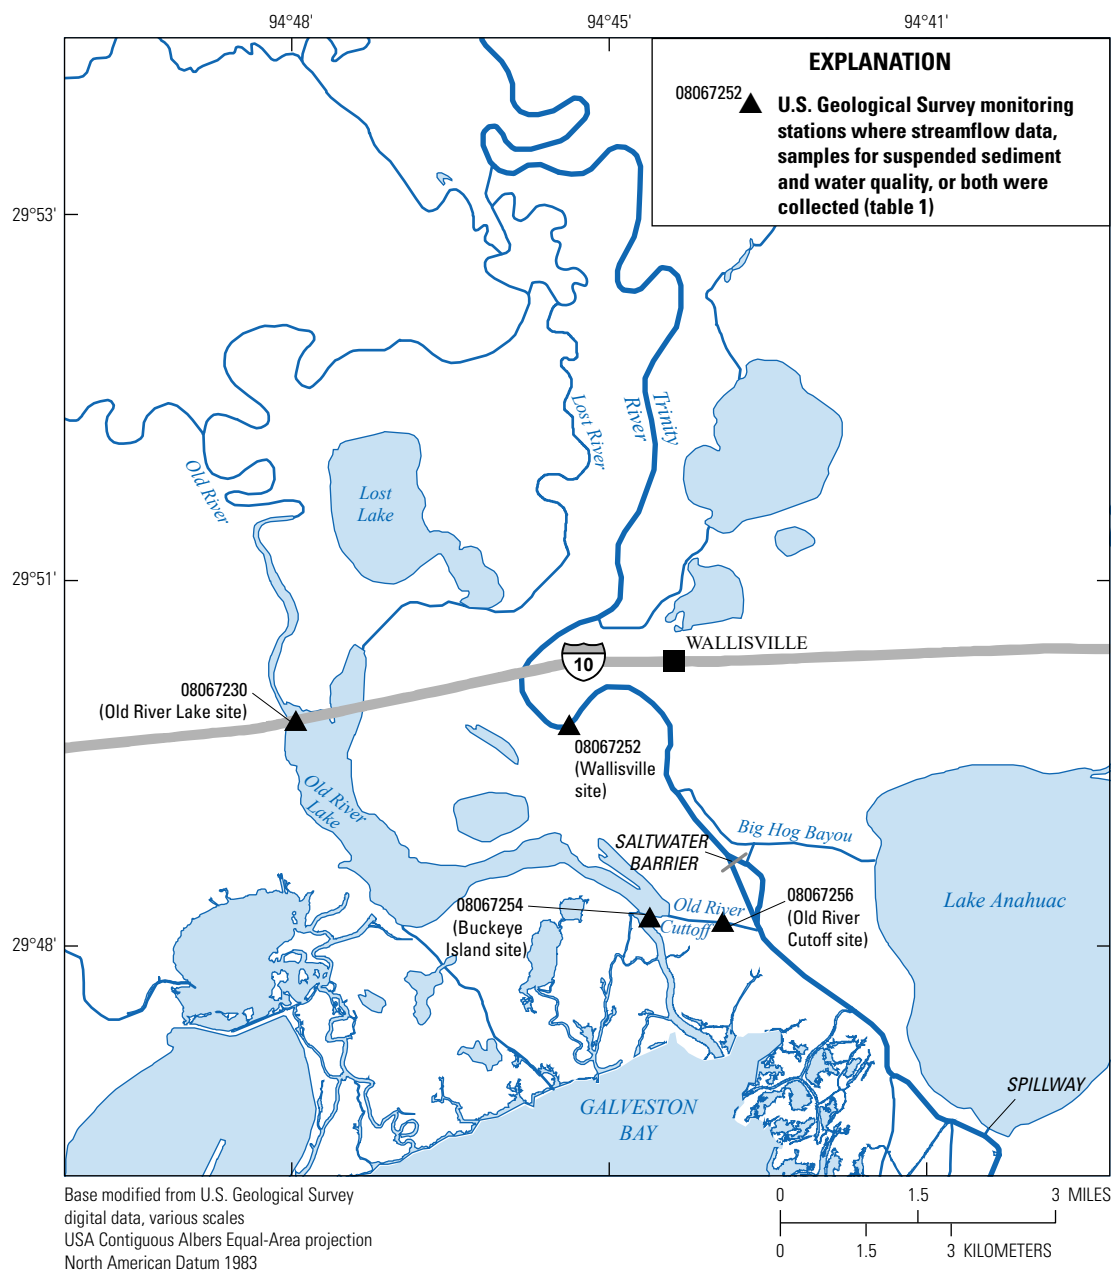 94°48'
94°45'
94°41'
EXPLANATION
08067252
U.S. Geological Survey monitoring
stations where streamflow data,
samples for suspended sediment
and water quality, or both were
collected (table 1)
29°53'
Trinity
River
Lost River
Old River
Lost
Lake
29°51'
WALLISVILLE
10
08067230
(Old River Lake site)
08067252
(Wallisville
site)
Old River
Lake
Big Hog Bayou
SALTWATER
BARRIER
08067254
(Buckeye
Island site)
Old River
Cuttoff
08067256
(Old River
Cutoff site)
Lake Anahuac
29°48'
SPILLWAY
GALVESTON
BAY
Base modified from U.S. Geological Survey
digital data, various scales
USA Contiguous Albers Equal-Area projection
North American Datum 1983
0 1.5 3 MILES
0 1.5 3 KILOMETERS